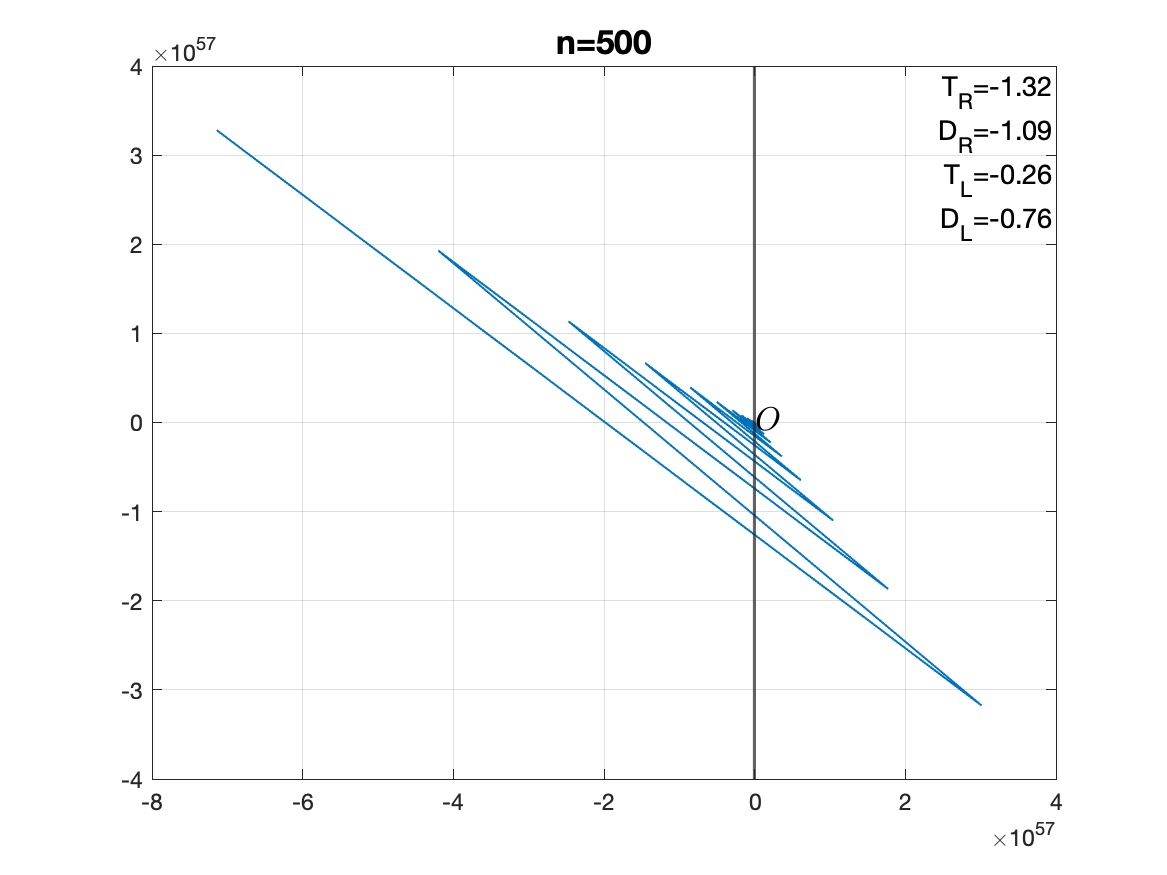 n=500
×10^57
T_R=-1.32
D_R=-1.09
T_L=-0.26
D_L=-0.76
4
3
2
1
0
-1
-2
-3
-4
O
-8 -6 -4 -2 0 2 4
×10^57